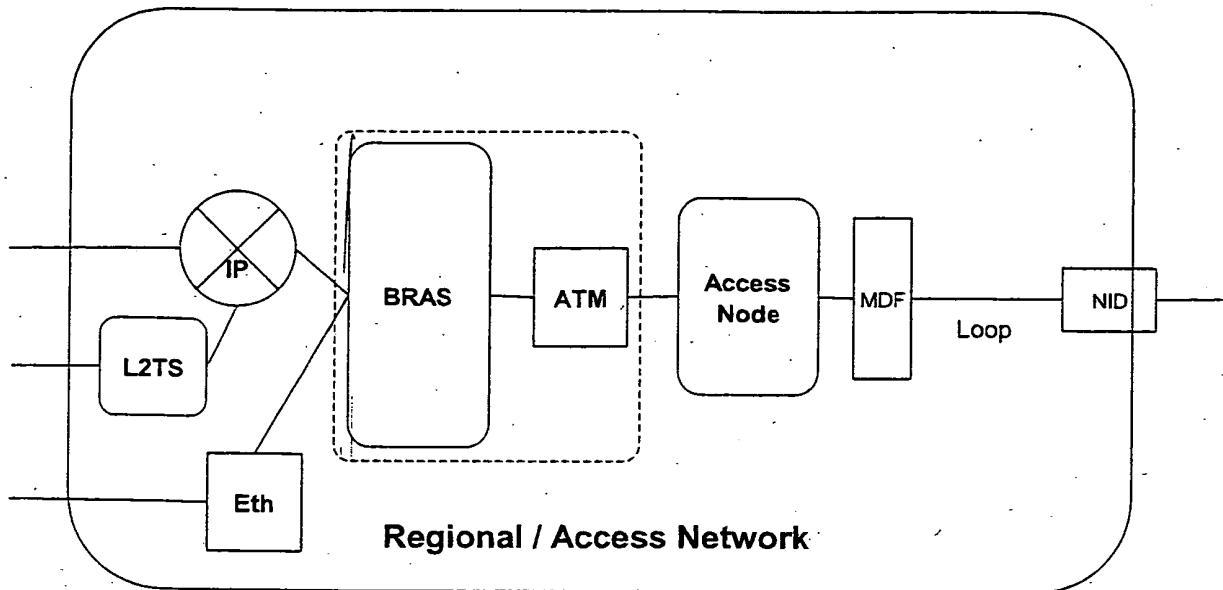 IP
BRAS
ATM
Access
Node
MDF
NID
Loop
L2TS
Eth
Regional / Access Network